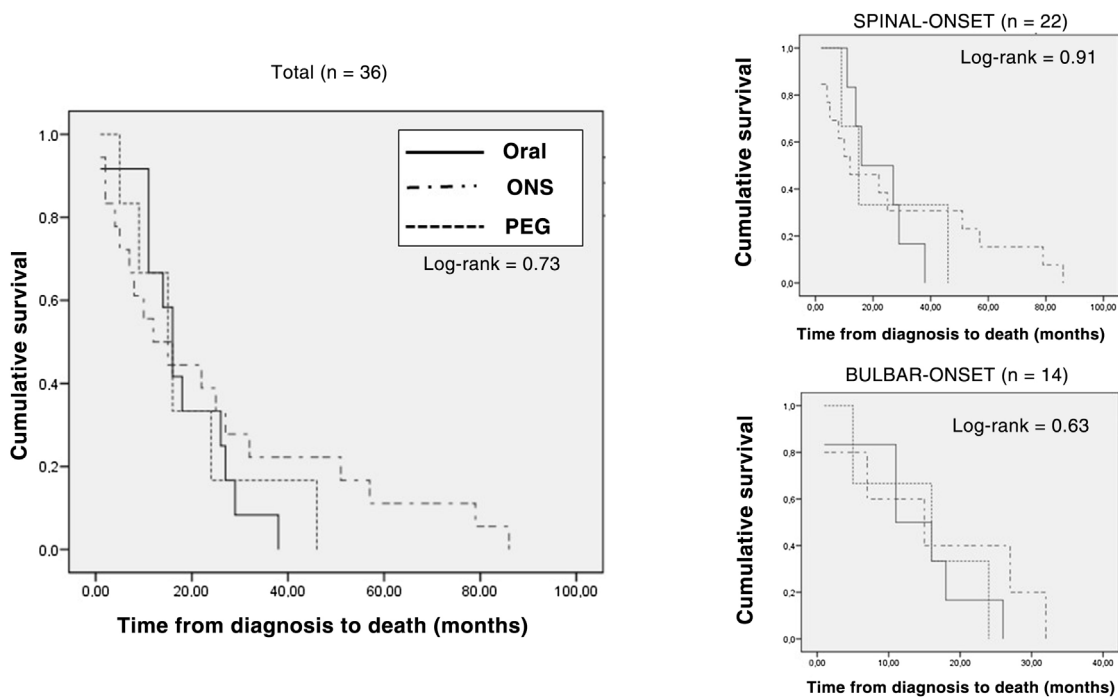 Total (n = 36)
Cumulative survival
1.0
0.8
0.6
0.4
0.2
0.0
Oral
ONS
PEG
Log-rank = 0.73
0.00 20.00 40.00 60.00 80.00 100.00
Time from diagnosis to death (months)
SPINAL-ONSET (n = 22)
Log-rank = 0.91
Cumulative survival
1,0
0,8
0,6
0,4
0,2
0,0
0,00 20,00 40,00 60,00 80,00 100,00
Time from diagnosis to death (months)
BULBAR-ONSET (n = 14)
Log-rank = 0.63
Cumulative survival
1,0
0,8
0,6
0,4
0,2
0,0
0,00 10,00 20,00 30,00 40,00
Time from diagnosis to death (months)